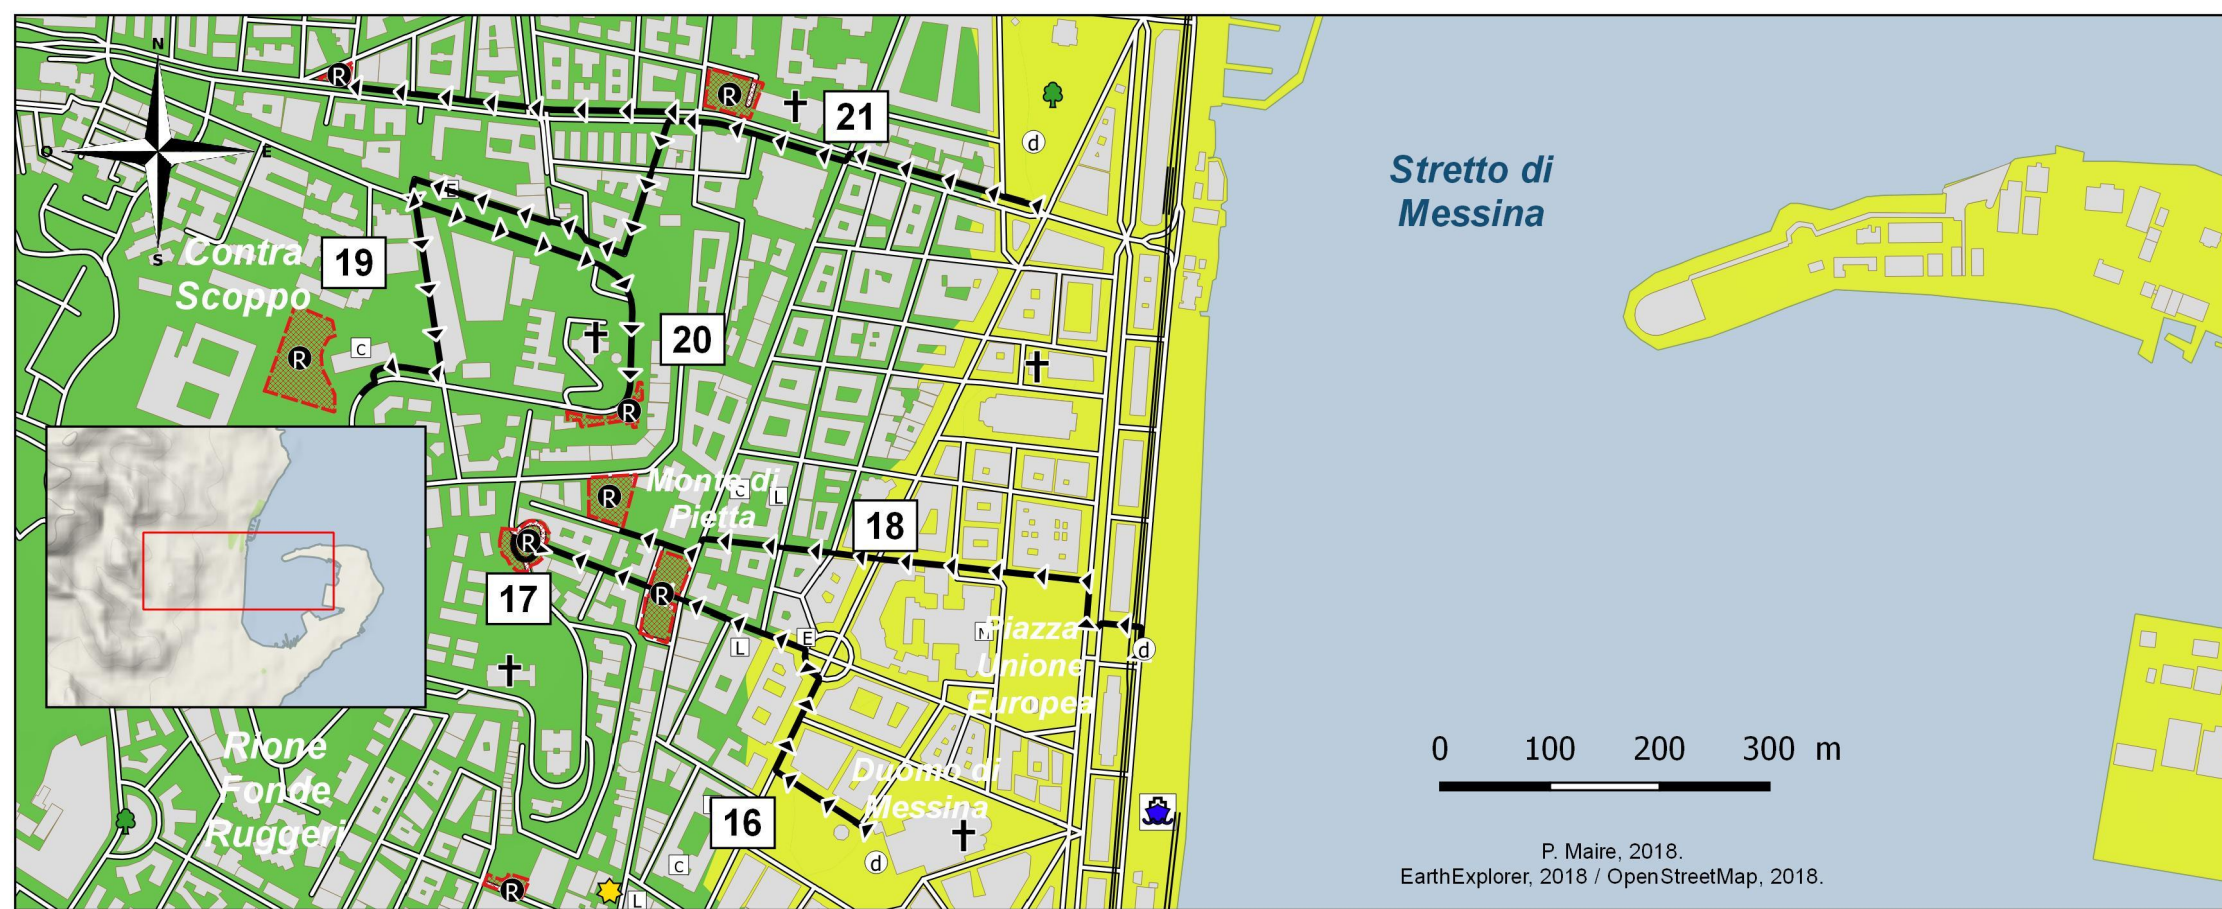 N
O
E
S
R
R
21
d
E
Stretto di
Messina
Contra
Scoppo
19
20
R
C
R
R
Monte di
Pietta
C
L
18
R
17
R
E
L
M
Piazza
Unione
Europea
d
Rione
Fonde
Ruggeri
Duomo di
Messina
16
d
C
R
L
0 100 200 300 m
P. Maire, 2018.
EarthExplorer, 2018 / OpenStreetMap, 2018.